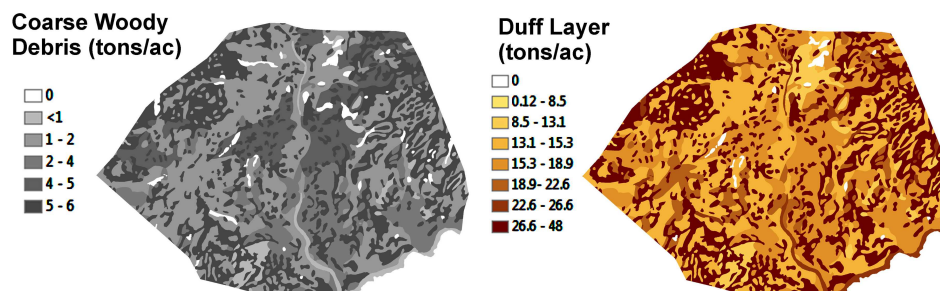 Coarse Woody
Debris (tons/ac)
0
<1
1 - 2
2 - 4
4 - 5
5 - 6
Duff Layer
(tons/ac)
0
0.12 - 8.5
8.5 - 13.1
13.1 - 15.3
15.3 - 18.9
18.9- 22.6
22.6 - 26.6
26.6 - 48